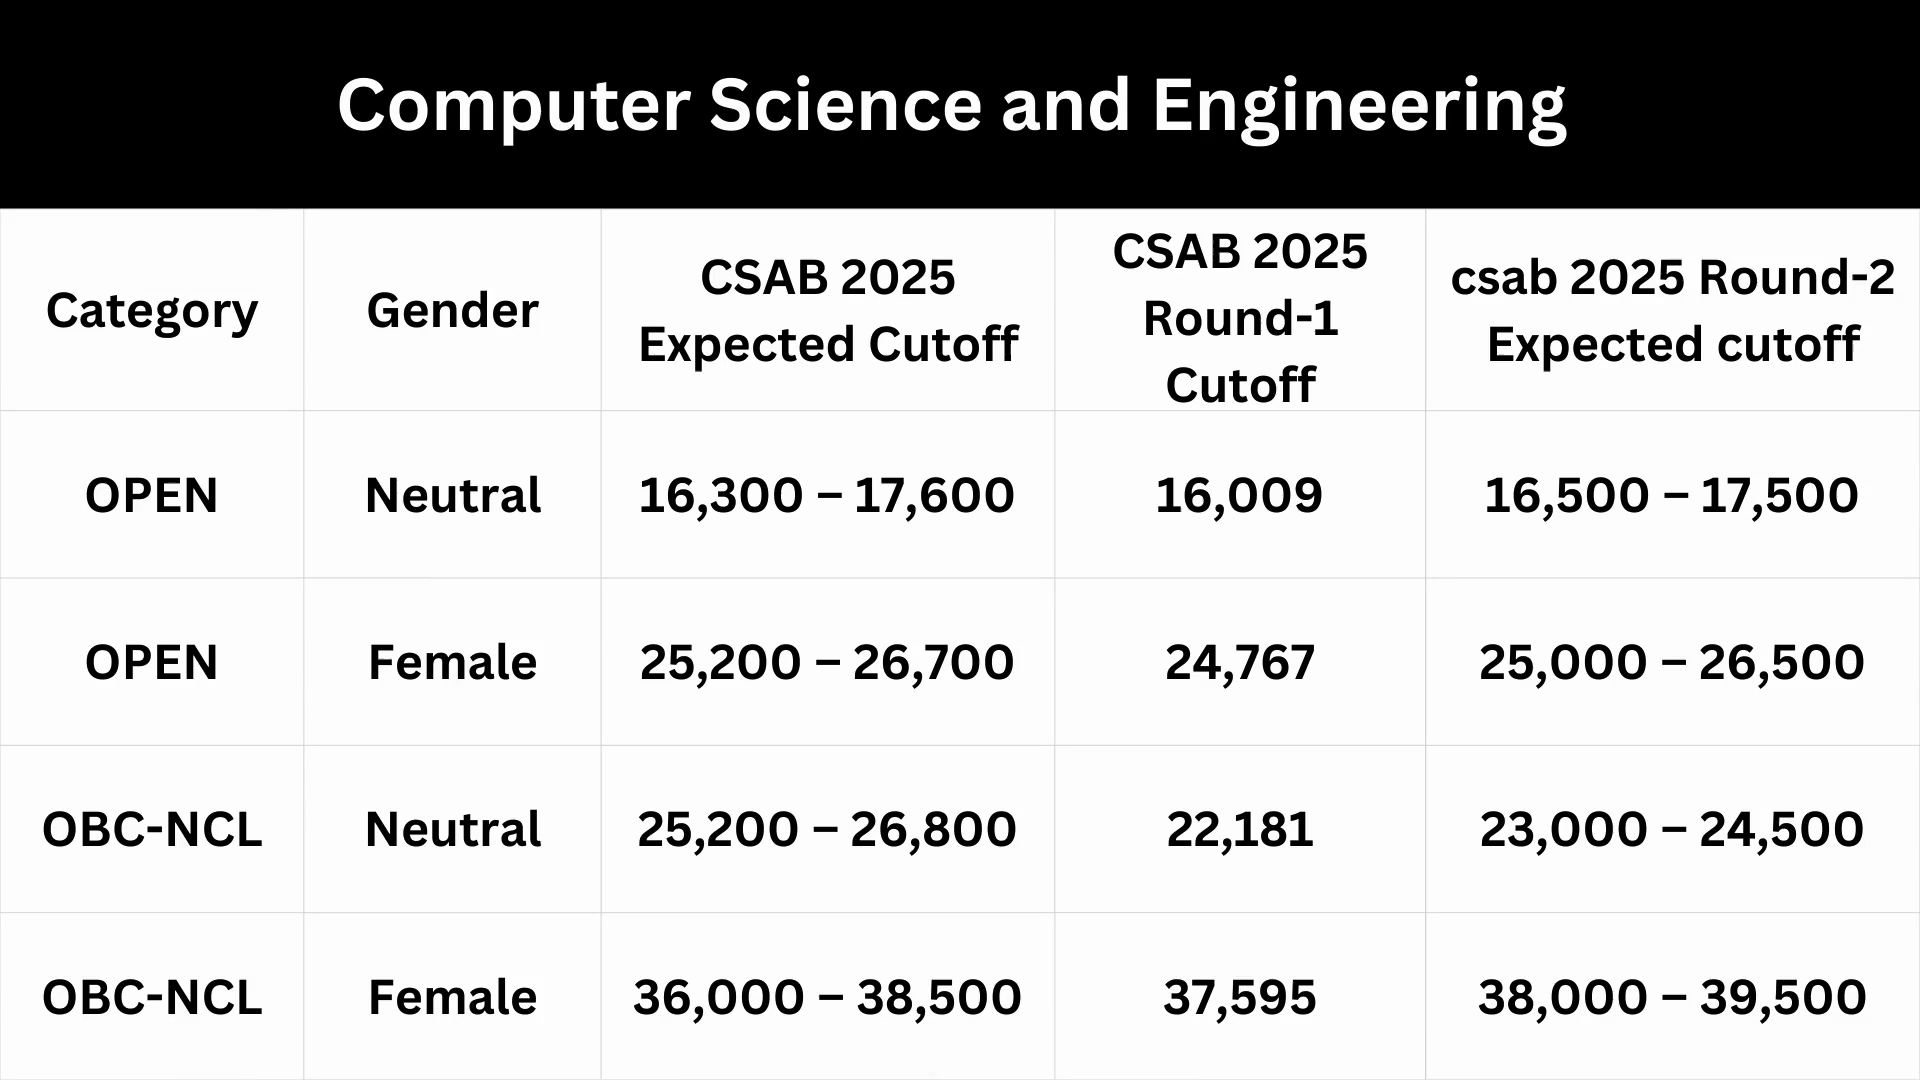 Computer Science and Engineering
Category
Gender
CSAB 2025
Expected Cutoff
CSAB 2025
Round-1
Cutoff
csab 2025 Round-2
Expected cutoff
OPEN
Neutral
16,300 – 17,600
16,009
16,500 – 17,500
OPEN
Female
25,200 – 26,700
24,767
25,000 – 26,500
OBC-NCL
Neutral
25,200 – 26,800
22,181
23,000 – 24,500
OBC-NCL
Female
36,000 – 38,500
37,595
38,000 – 39,500